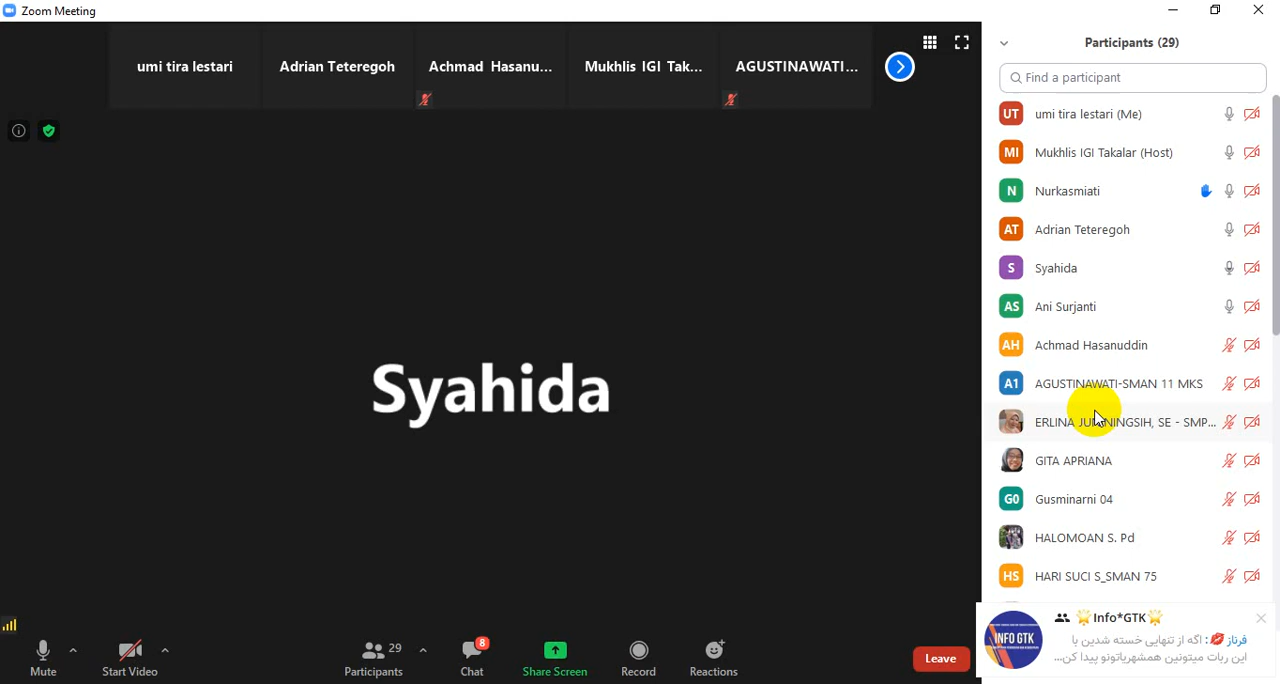 Zoom Meeting
umi tira lestari
Adrian Teteregoh
Achmad Hasanu...
Mukhlis IGI Tak...
AGUSTINAWATI...
Syahida
Mute
Start Video
29
Participants
8
Chat
Share Screen
Record
Reactions
Leave
Participants (29)
Find a participant
UT umi tira lestari (Me)
MI Mukhlis IGI Takalar (Host)
N Nurkasmiati
AT Adrian Teteregoh
S Syahida
AS Ani Surjanti
AH Achmad Hasanuddin
A1 AGUSTINAWATI-SMAN 11 MKS
ERLINA NINGSIH, SE - SMP...
GITA APRIANA
G0 Gusminarni 04
HALOMOAN S. Pd
HS HARI SUCI S_SMAN 75
INFO GTK
🌟Info*GTK🌟
فرناز💋: اگه از تنهایی خسته شدین با
این ربات میتونین همشهریاتونو پیدا کن...